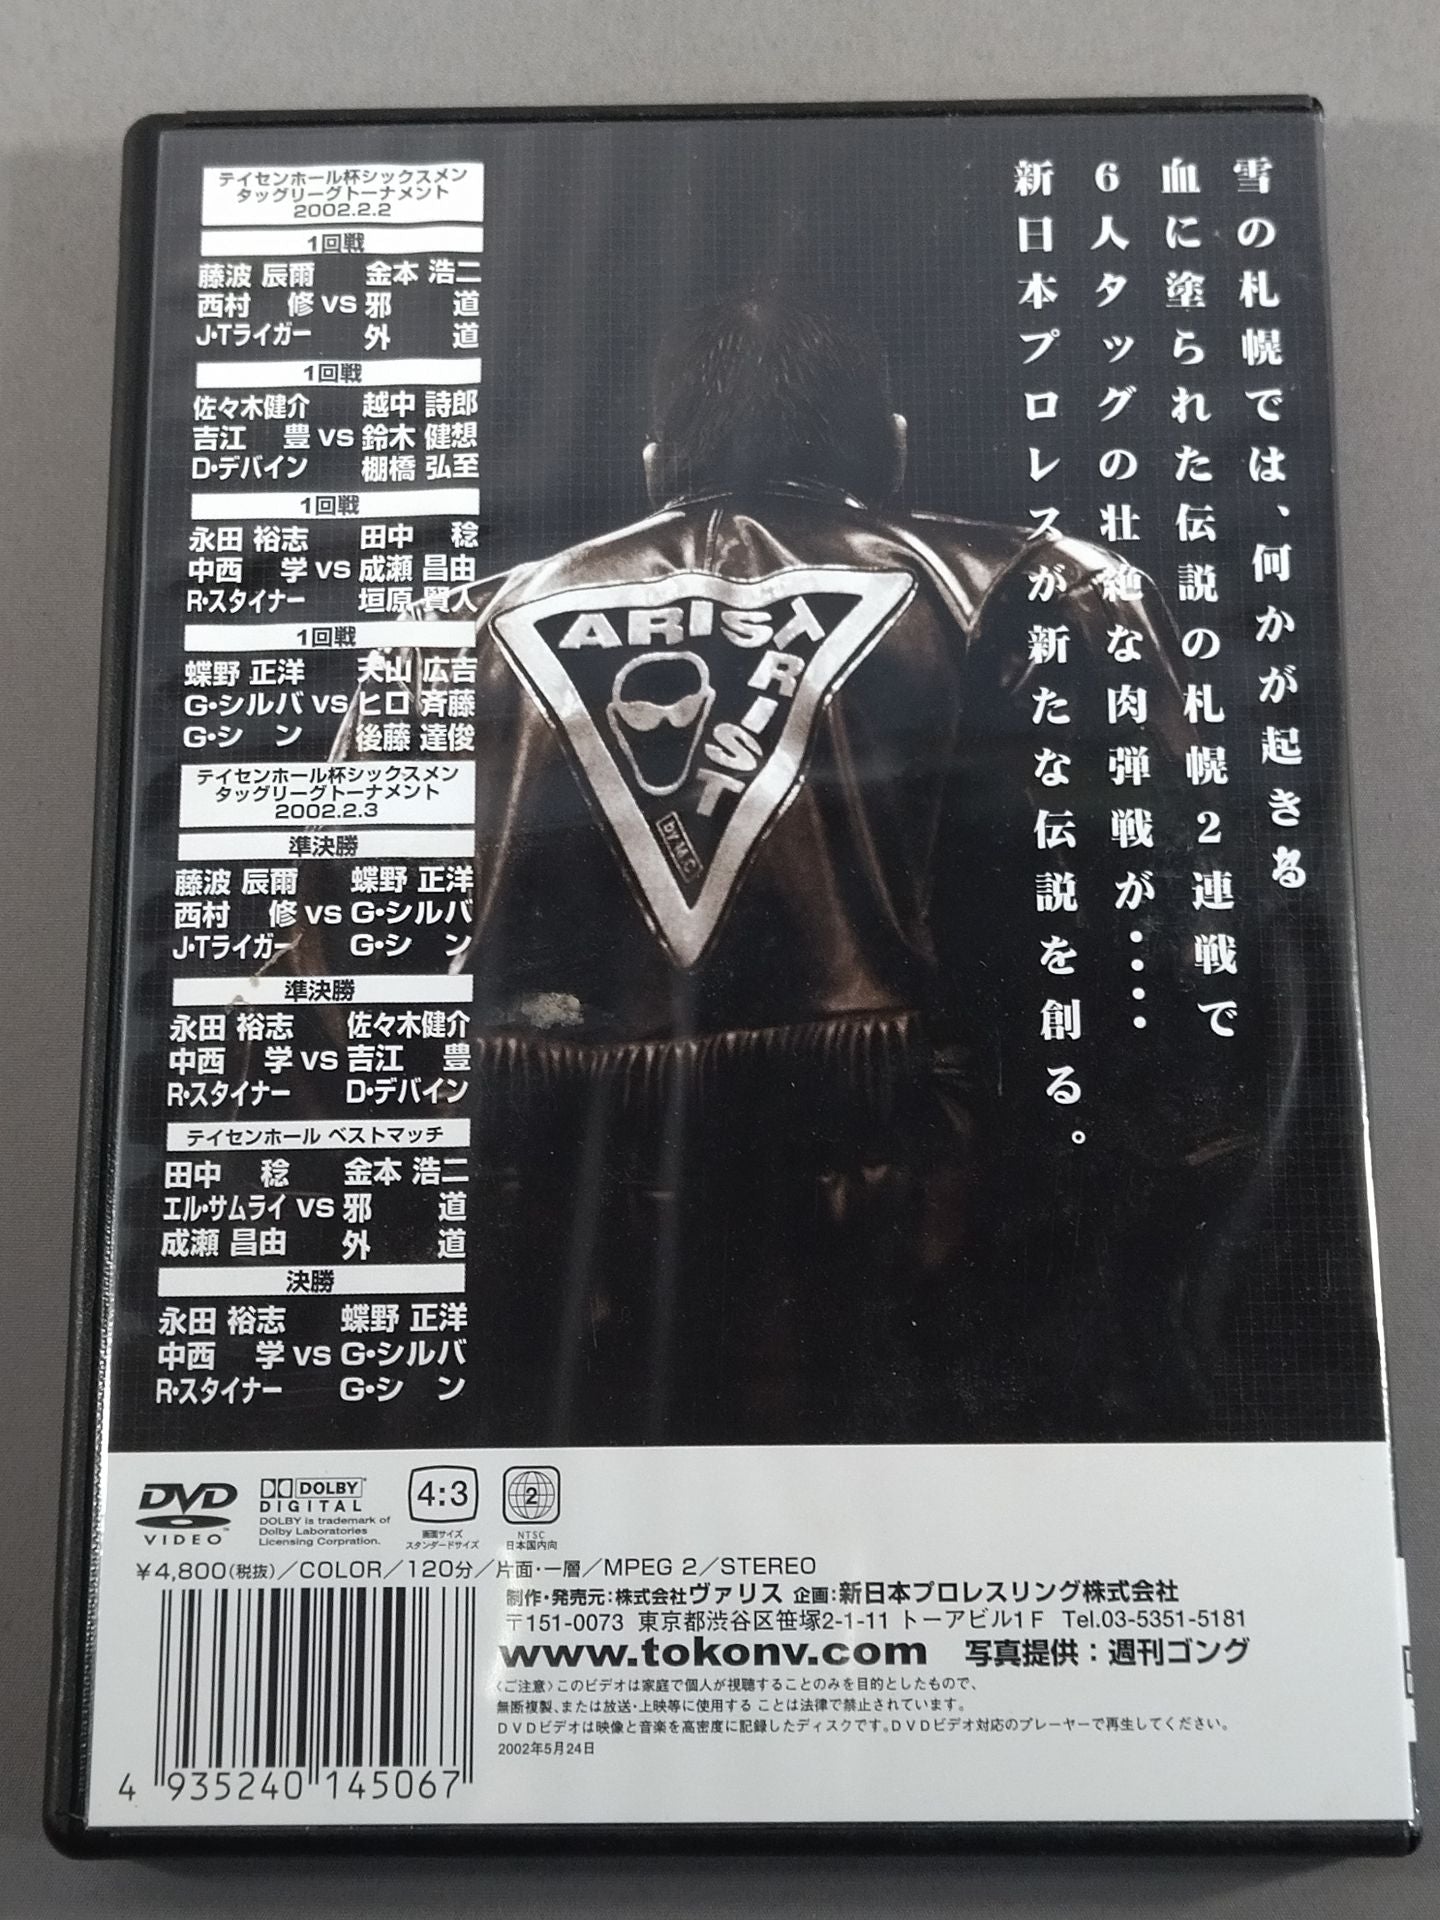 雪の札幌では、何かが起きる
血に塗られた伝説の札幌2連戦で
6人タッグの壮絶な肉弾戦が・・・・
新日本プロレスが新たな伝説を創る。
テイセンホール杯シックスメン
タッグリーグトーナメント
2002.2.2
1回戦
藤波 辰爾 金本 浩二
西村 修 VS 邪 道
J・Tライガー 外 道
1回戦
佐々木健介 越中 詩郎
吉江 豊 VS 鈴木 健想
D・デバイン 棚橋 弘至
1回戦
永田 裕志 田中 稔
中西 学 VS 成瀬 昌由
R・スタイナー 垣原 賢人
1回戦
蝶野 正洋 天山 広吉
G・シルバ VS ヒロ 斉藤
G・シン 後藤 達俊
テイセンホール杯シックスメン
タッグリーグトーナメント
2002.2.3
準決勝
藤波 辰爾 蝶野 正洋
西村 修 VS G・シルバ
J・Tライガー G・シン
準決勝
永田 裕志 佐々木健介
中西 学 VS 吉江 豊
R・スタイナー D・デバイン
テイセンホール ベストマッチ
田中 稔 金本 浩二
エル・サムライ VS 邪 道
成瀬 昌由 外 道
決勝
永田 裕志 蝶野 正洋
中西 学 VS G・シルバ
R・スタイナー G・シン
ARISTTRIST
by M.C
DVD
VIDEO
DOLBY
DIGITAL
DOLBY is trademark of
Dolby Laboratories
Licensing Corpration.
4:3
画面サイズ
スタンダードサイズ
2
NTSC
日本国内向
￥4,800(税抜)／COLOR／120分／片面・一層／MPEG 2／STEREO
制作・発売元：株式会社ヴァリス 企画：新日本プロレスリング株式会社
〒151-0073 東京都渋谷区笹塚2-1-11 トーアビル1F Tel.03-5351-5181
www.tokonv.com 写真提供：週刊ゴング
〈ご注意〉このビデオは家庭で個人が視聴することのみを目的としたもので、
無断複製、または放送・上映等に使用する ことは法律で禁止されています。
DVDビデオは映像と音楽を高密度に記録したディスクです。DVDビデオ対応のプレーヤーで再生してください。
2002年5月24日
4 935240 145067